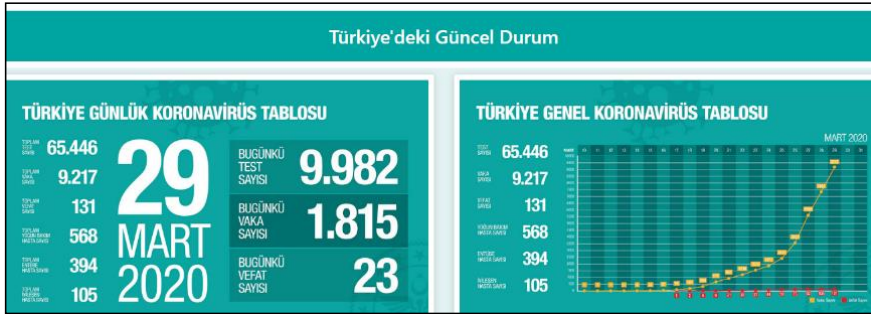 Türkiye'deki Güncel Durum
TÜRKİYE GÜNLÜK KORONAVİRÜS TABLOSU
TOPLAM
TEST
SAYISI
65.446
TOPLAM
VAKA
SAYISI
9.217
TOPLAM
VEFAT
SAYISI
131
TOPLAM
YOĞUN BAKIM
HASTA SAYISI
568
TOPLAM
ENTUBE
HASTA SAYISI
394
TOPLAM
İYİLEŞEN
HASTA SAYISI
105
29
MART
2020
BUGÜNKÜ
TEST
SAYISI
9.982
BUGÜNKÜ
VAKA
SAYISI
1.815
BUGÜNKÜ
VEFAT
SAYISI
23
TÜRKİYE GENEL KORONAVİRÜS TABLOSU
MART 2020
TEST
SAYISI
65.446
VAKA
SAYISI
9.217
VEFAT
SAYISI
131
YOĞUN BAKIM
HASTA SAYISI
568
ENTUBE
HASTA SAYISI
394
İYİLEŞEN
HASTA SAYISI
105